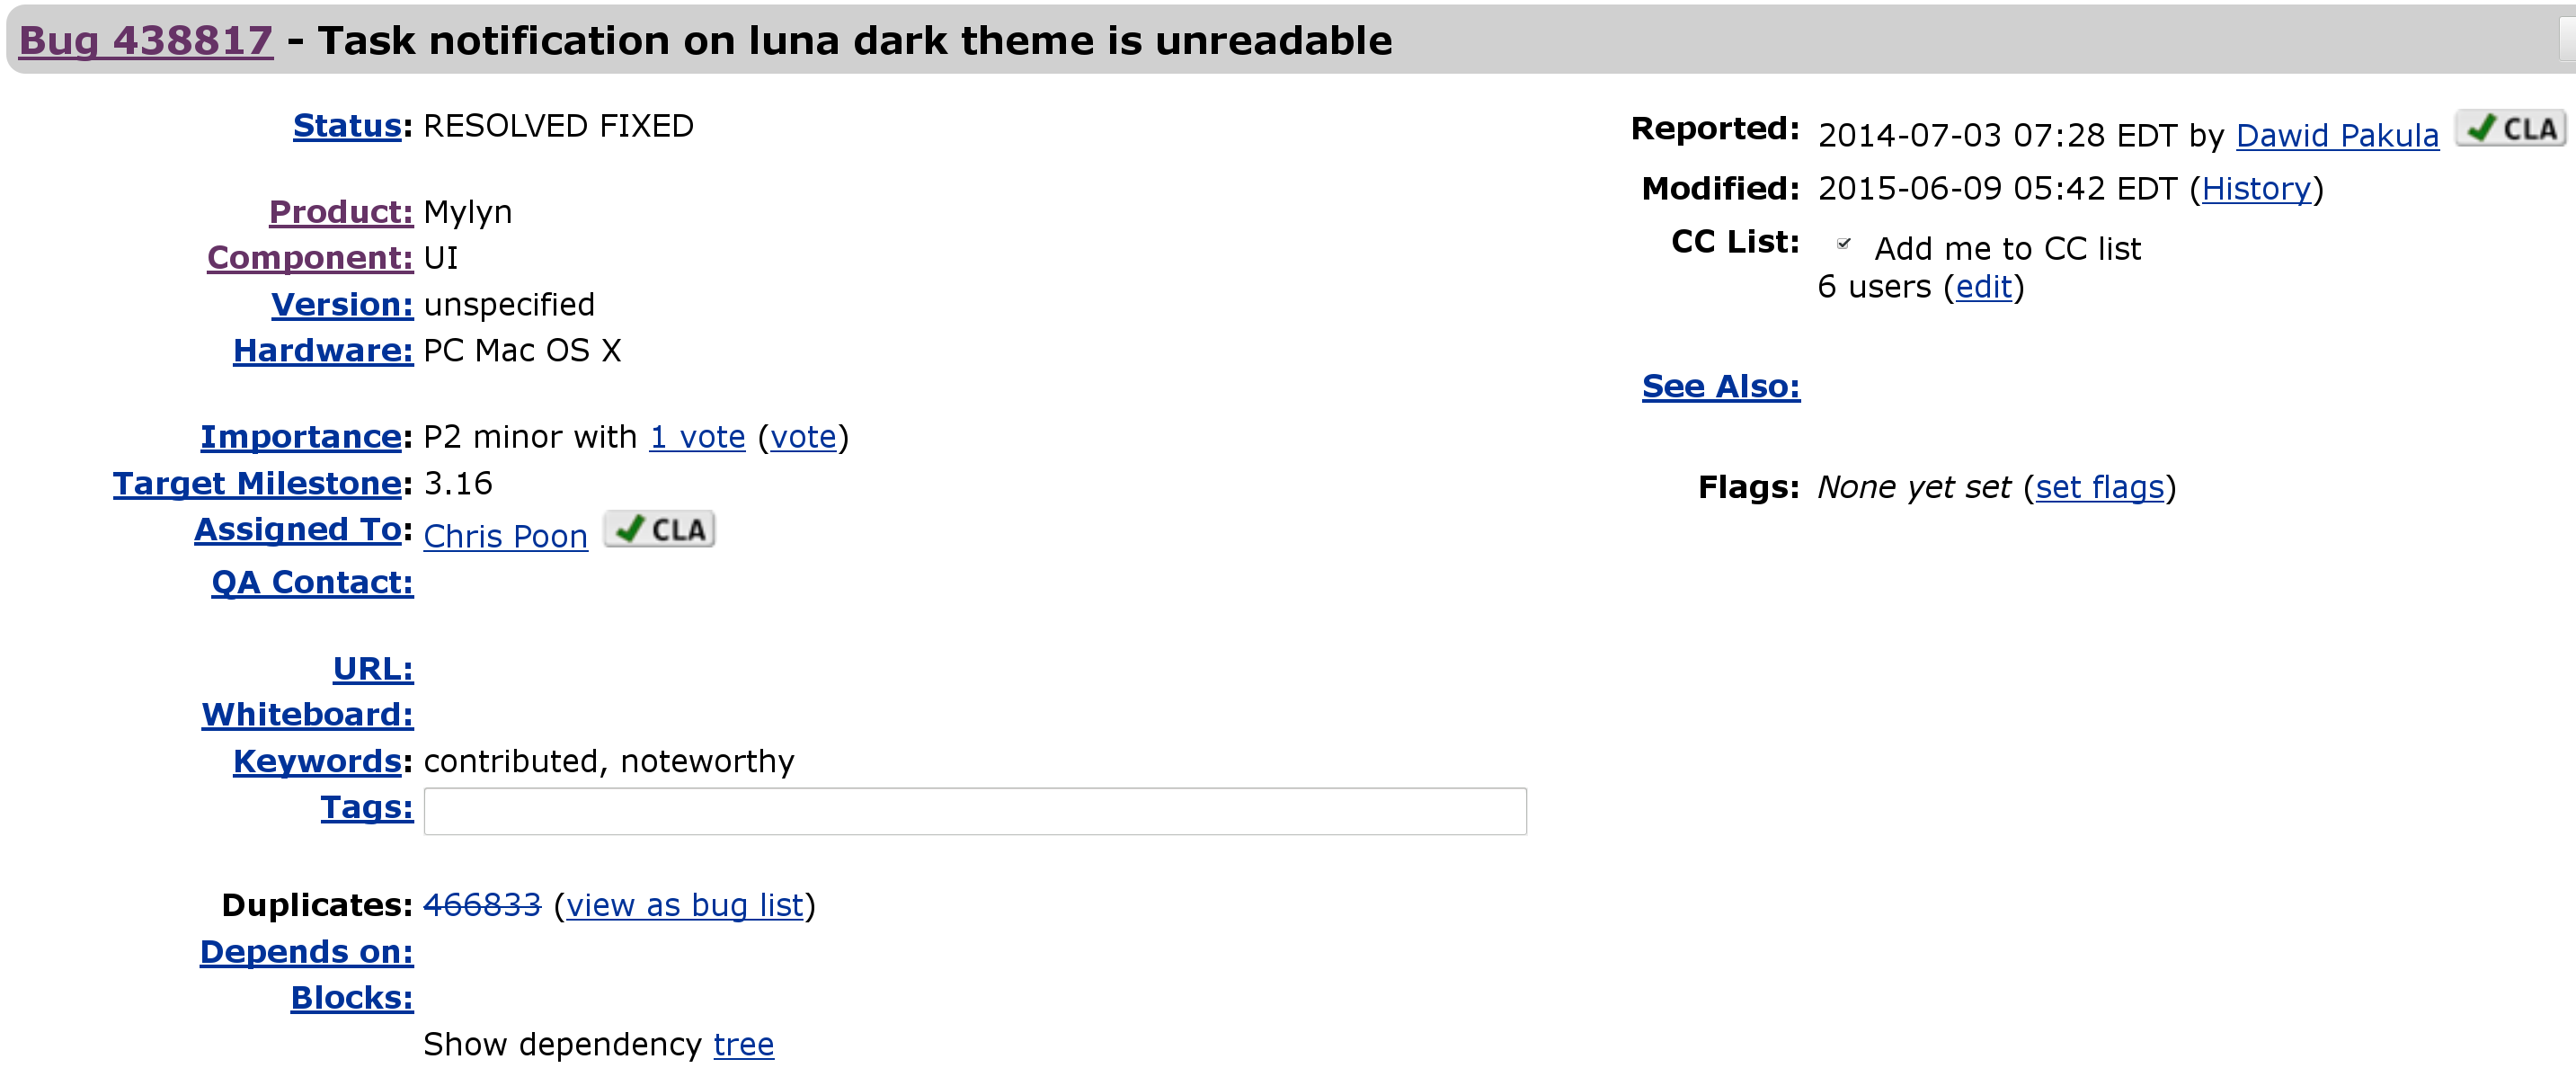 Bug 438817 - Task notification on luna dark theme is unreadable
Status: RESOLVED FIXED
Product: Mylyn
Component: UI
Version: unspecified
Hardware: PC Mac OS X
Importance: P2 minor with 1 vote (vote)
Target Milestone: 3.16
Assigned To: Chris Poon CLA
QA Contact:
URL:
Whiteboard:
Keywords: contributed, noteworthy
Tags:
Duplicates: 466833 (view as bug list)
Depends on:
Blocks:
Show dependency tree
Reported: 2014-07-03 07:28 EDT by Dawid Pakula CLA
Modified: 2015-06-09 05:42 EDT (History)
CC List: Add me to CC list
6 users (edit)
See Also:
Flags: None yet set (set flags)